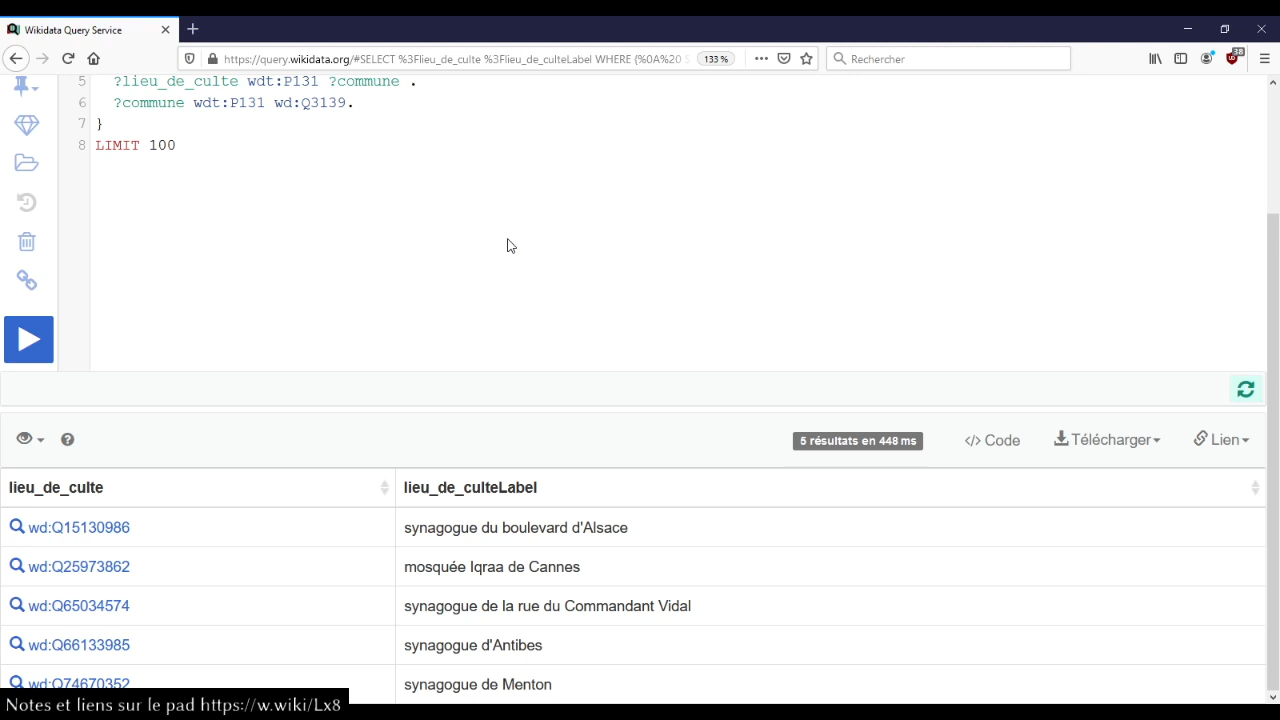 Wikidata Query Service
https://query.wikidata.org/#SELECT %3Flieu_de_culte %3Flieu_de_culteLabel WHERE {%0A%20 S
133 %
Rechercher
38
5 ?lieu_de_culte wdt:P131 ?commune .
6 ?commune wdt:P131 wd:Q3139.
7 }
8 LIMIT 100
5 résultats en 448 ms
</> Code
Télécharger
Lien
lieu_de_culte lieu_de_culteLabel
wd:Q15130986 synagogue du boulevard d'Alsace
wd:Q25973862 mosquée Iqraa de Cannes
wd:Q65034574 synagogue de la rue du Commandant Vidal
wd:Q66133985 synagogue d'Antibes
wd:Q74670352 synagogue de Menton
Notes et liens sur le pad https://w.wiki/Lx8